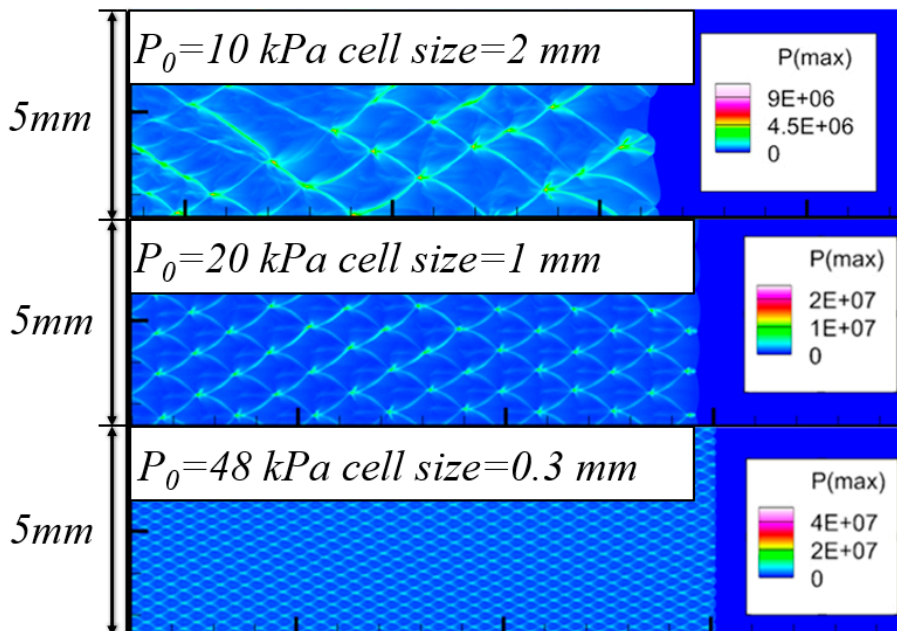 P₀=10 kPa cell size=2 mm
P(max)
9E+06
4.5E+06
0
5mm
P₀=20 kPa cell size=1 mm
P(max)
2E+07
1E+07
0
5mm
P₀=48 kPa cell size=0.3 mm
P(max)
4E+07
2E+07
0
5mm